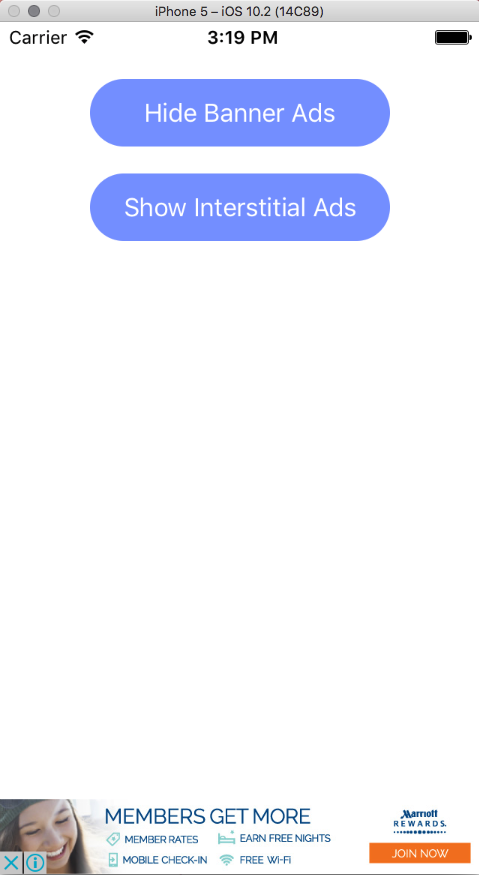 iPhone 5 – iOS 10.2 (14C89)
Carrier 3:19 PM
Hide Banner Ads
Show Interstitial Ads
MEMBERS GET MORE
MEMBER RATES EARN FREE NIGHTS
MOBILE CHECK-IN FREE Wi-Fi
Marriott
REWARDS.
JOIN NOW